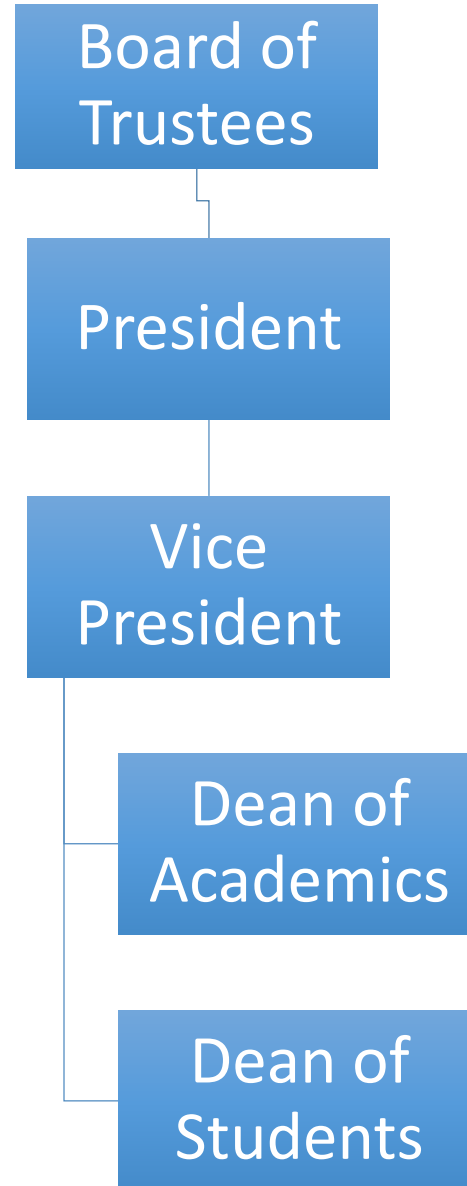 Board of
Trustees
President
Vice
President
Dean of
Academics
Dean of
Students